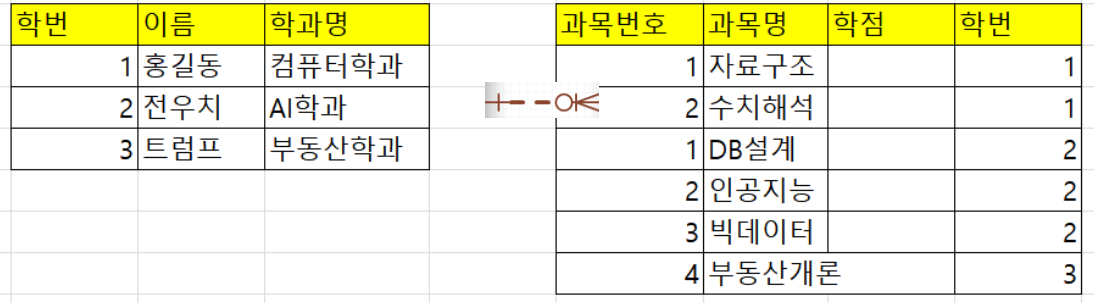 학번 이름 학과명
1 홍길동 컴퓨터학과
2 전우치 AI학과
3 트럼프 부동산학과
과목번호 과목명 학점 학번
1 자료구조 1
2 수치해석 1
1 DB설계 2
2 인공지능 2
3 빅데이터 2
4 부동산개론 3